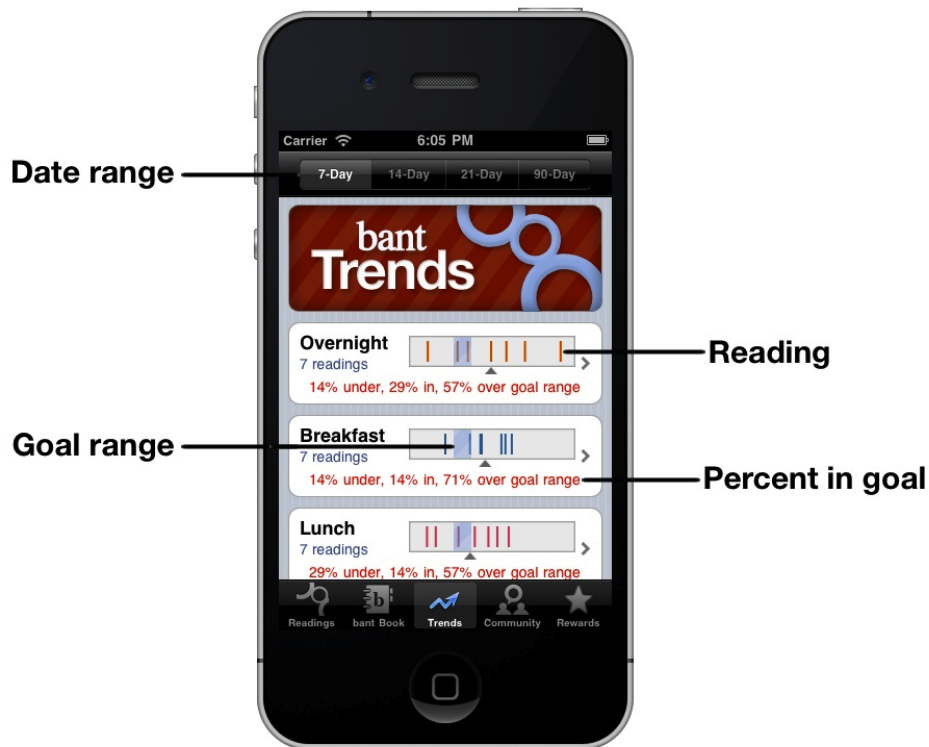 Carrier 6:05 PM
Date range
7-Day 14-Day 21-Day 90-Day
bant
Trends
Overnight
7 readings
14% under, 29% in, 57% over goal range
Reading
Breakfast
7 readings
14% under, 14% in, 71% over goal range
Goal range
Percent in goal
Lunch
7 readings
29% under, 14% in, 57% over goal range
b
Readings bant Book Trends Community Rewards